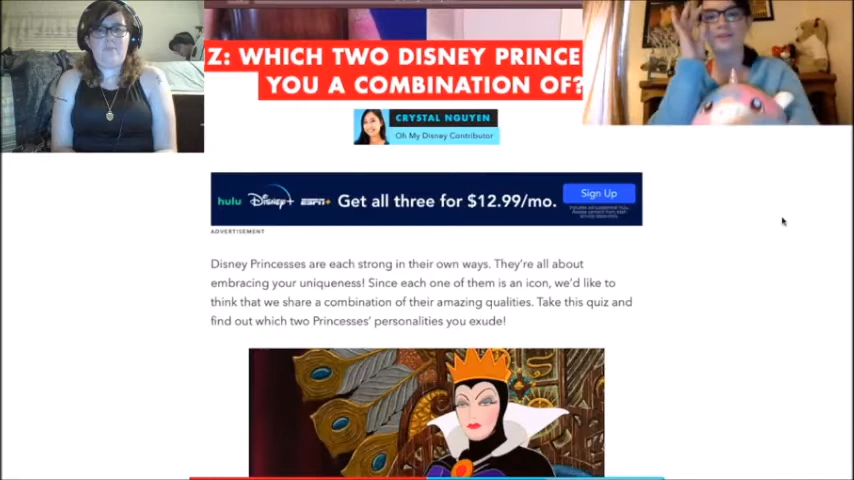 Z: WHICH TWO DISNEY PRINCE
YOU A COMBINATION OF?
CRYSTAL NGUYEN
Oh My Disney Contributor
hulu Disney+ ESPN+ Get all three for $12.99/mo. Sign Up
ADVERTISEMENT
Disney Princesses are each strong in their own ways. They're all about
embracing your uniqueness! Since each one of them is an icon, we'd like to
think that we share a combination of their amazing qualities. Take this quiz and
find out which two Princesses' personalities you exude!